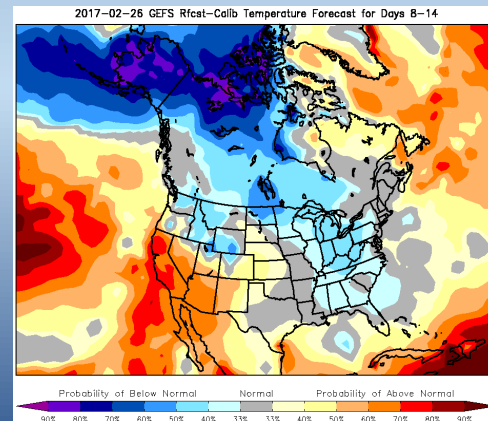 2017-02-26 GEFS Rfcst-Calib Temperature Forecast for Days 8-14
Probability of Below Normal Normal Probability of Above Normal
90% 80% 70% 60% 50% 40% 33% 33% 40% 50% 60% 70% 80% 90%